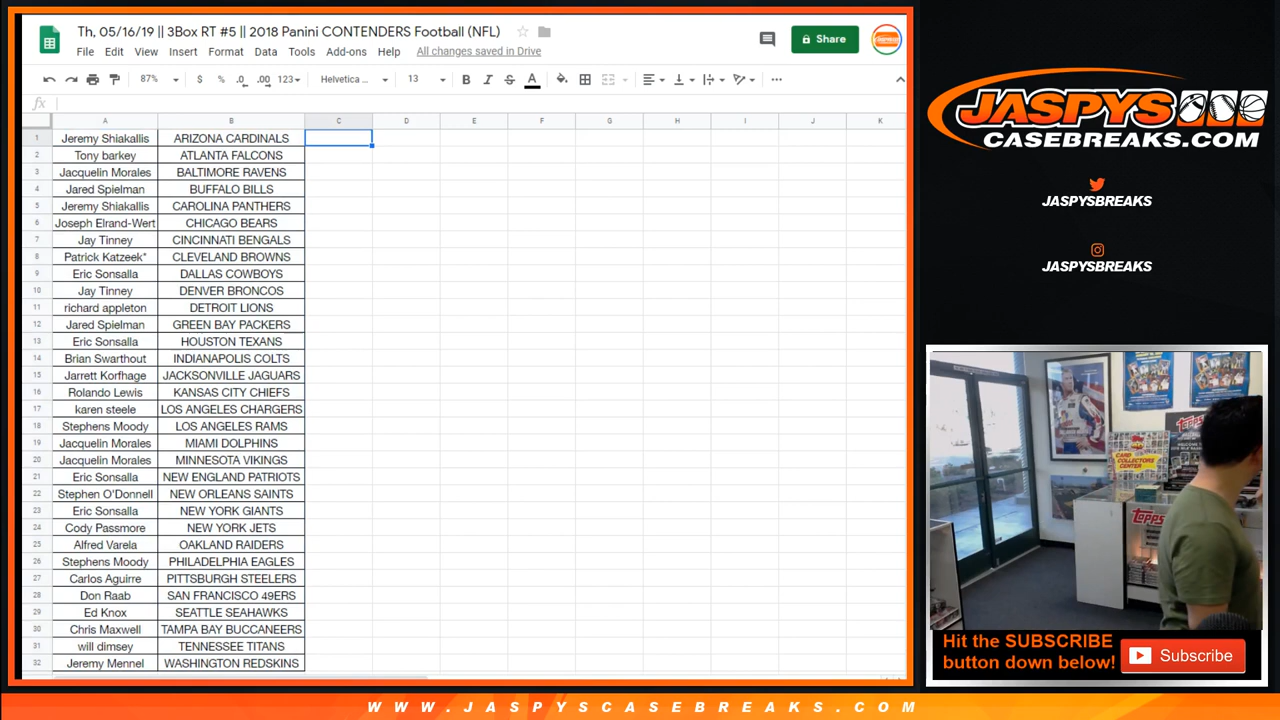 Th, 05/16/19 || 3Box RT #5 || 2018 Panini CONTENDERS Football (NFL)
File Edit View Insert Format Data Tools Add-ons Help All changes saved in Drive
Share
87% $ % .0 .00 123 Helvetica ... 13 B I S A
fx
A B C D E F G H I J K
1 Jeremy Shiakallis ARIZONA CARDINALS
2 Tony barkey ATLANTA FALCONS
3 Jacquelin Morales BALTIMORE RAVENS
4 Jared Spielman BUFFALO BILLS
5 Jeremy Shiakallis CAROLINA PANTHERS
6 Joseph Elrand-Wert CHICAGO BEARS
7 Jay Tinney CINCINNATI BENGALS
8 Patrick Katzeek* CLEVELAND BROWNS
9 Eric Sonsalla DALLAS COWBOYS
10 Jay Tinney DENVER BRONCOS
11 richard appleton DETROIT LIONS
12 Jared Spielman GREEN BAY PACKERS
13 Eric Sonsalla HOUSTON TEXANS
14 Brian Swarthout INDIANAPOLIS COLTS
15 Jarrett Korfhage JACKSONVILLE JAGUARS
16 Rolando Lewis KANSAS CITY CHIEFS
17 karen steele LOS ANGELES CHARGERS
18 Stephens Moody LOS ANGELES RAMS
19 Jacquelin Morales MIAMI DOLPHINS
20 Jacquelin Morales MINNESOTA VIKINGS
21 Eric Sonsalla NEW ENGLAND PATRIOTS
22 Stephen O'Donnell NEW ORLEANS SAINTS
23 Eric Sonsalla NEW YORK GIANTS
24 Cody Passmore NEW YORK JETS
25 Alfred Varela OAKLAND RAIDERS
26 Stephens Moody PHILADELPHIA EAGLES
27 Carlos Aguirre PITTSBURGH STEELERS
28 Don Raab SAN FRANCISCO 49ERS
29 Ed Knox SEATTLE SEAHAWKS
30 Chris Maxwell TAMPA BAY BUCCANEERS
31 will dimsey TENNESSEE TITANS
32 Jeremy Mennel WASHINGTON REDSKINS
JASPYS
CASEBREAKS.COM
JASPYSBREAKS
JASPYSBREAKS
Topps
CARD
COLLECTORS
CENTER
Topps
Hit the SUBSCRIBE
button down below!
Subscribe
WWW.JASPYSCASEBREAKS.COM